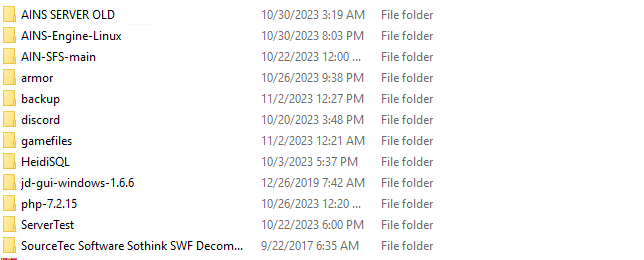 AINS SERVER OLD 10/30/2023 3:19 AM File folder
AINS-Engine-Linux 10/30/2023 8:03 PM File folder
AIN-SFS-main 10/22/2023 12:00 ... File folder
armor 10/26/2023 9:38 PM File folder
backup 11/2/2023 12:27 PM File folder
discord 10/20/2023 3:48 PM File folder
gamefiles 11/2/2023 12:21 AM File folder
HeidiSQL 10/3/2023 5:37 PM File folder
jd-gui-windows-1.6.6 12/26/2019 7:42 AM File folder
php-7.2.15 10/26/2023 12:20 ... File folder
ServerTest 10/22/2023 6:00 PM File folder
SourceTec Software Sothink SWF Decom... 9/22/2017 6:35 AM File folder